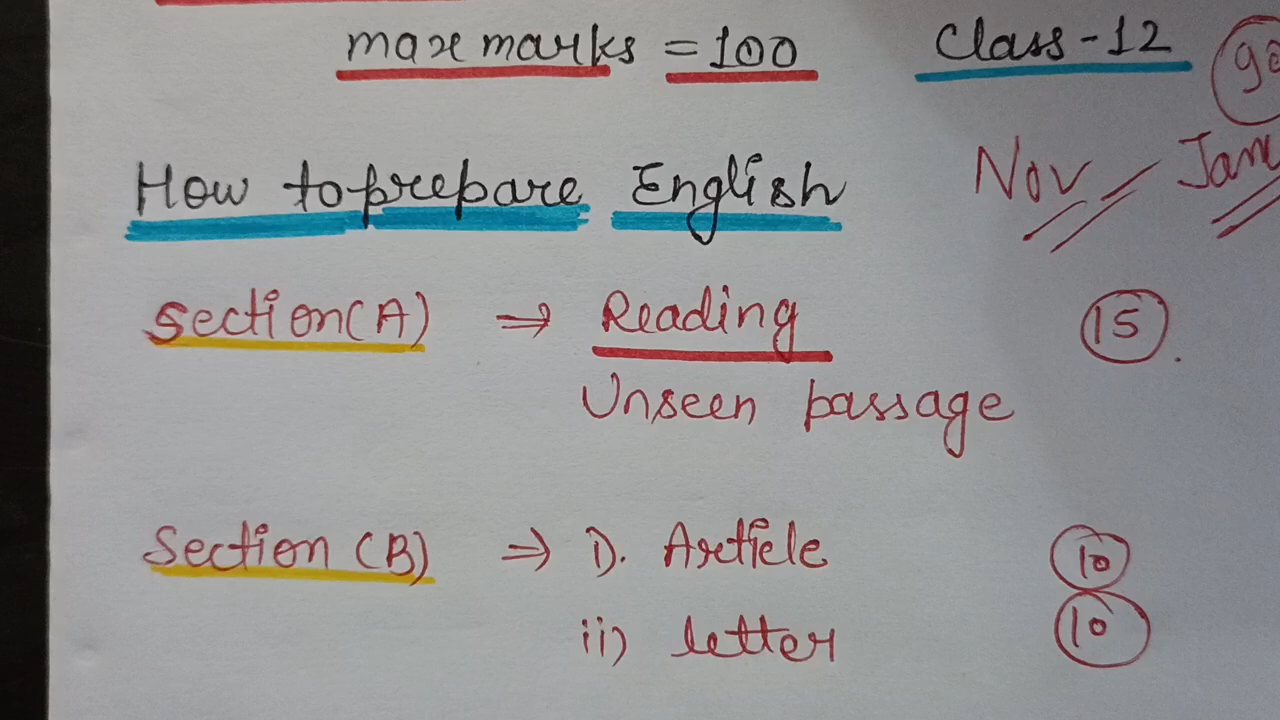 max marks = 100 Class-12
How to prepare English
Nov Jan
Section (A) → Reading 15
Unseen passage
Section (B) → i). Article 10
ii) letter 10